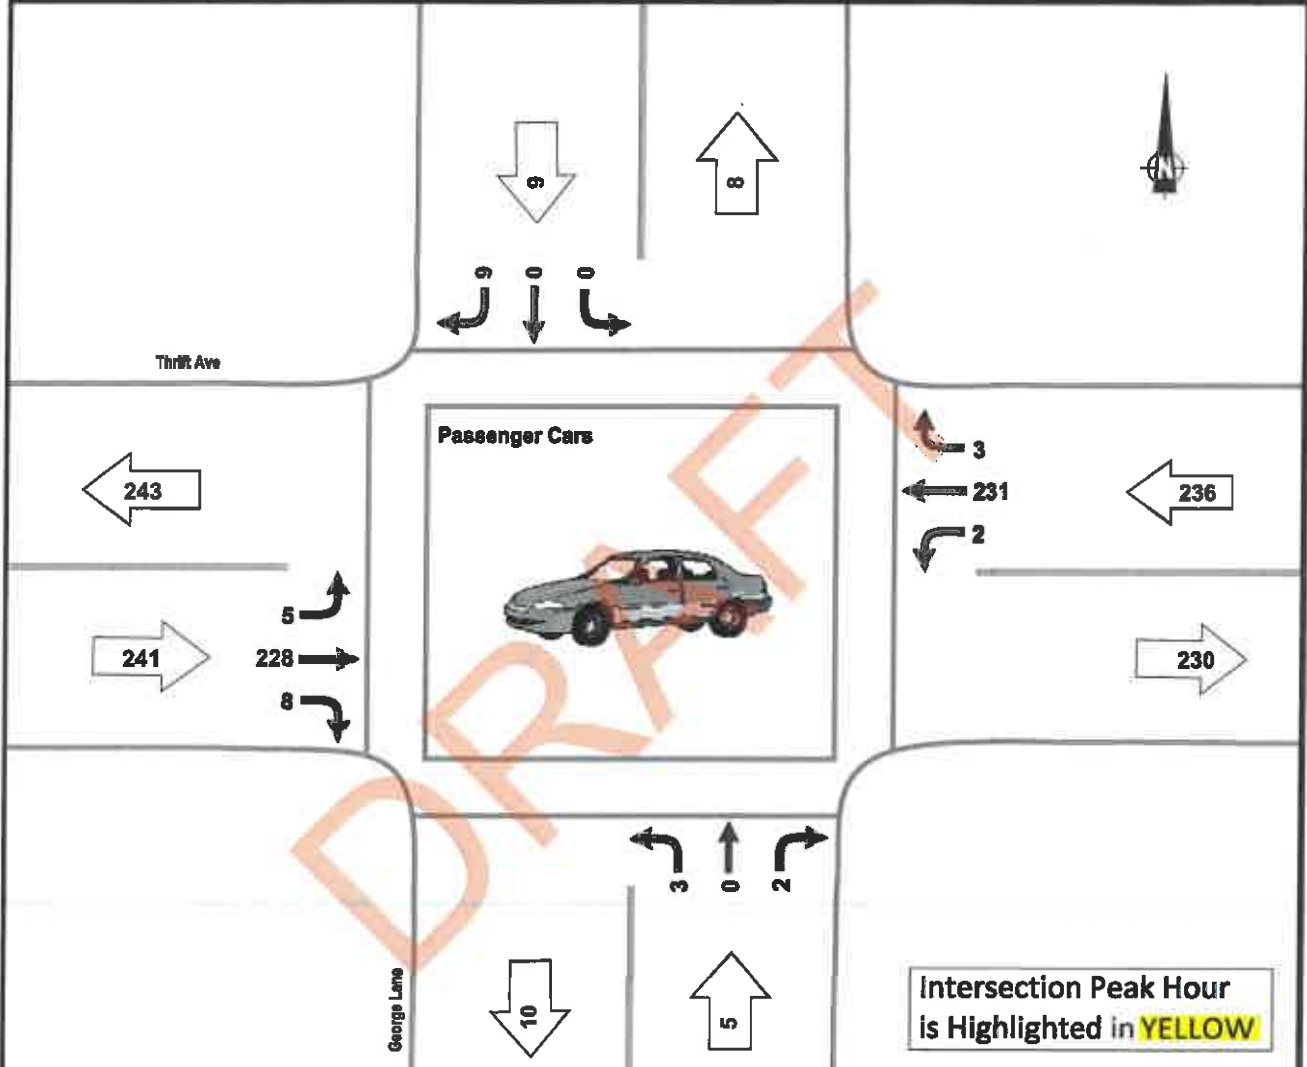 9
8
9 0 0
N
Thrift Ave
Passenger Cars
3
243
231
236
2
5
241
228
230
8
3 0 2
George Lane
10
5
Intersection Peak Hour
is Highlighted in YELLOW
DRAFT